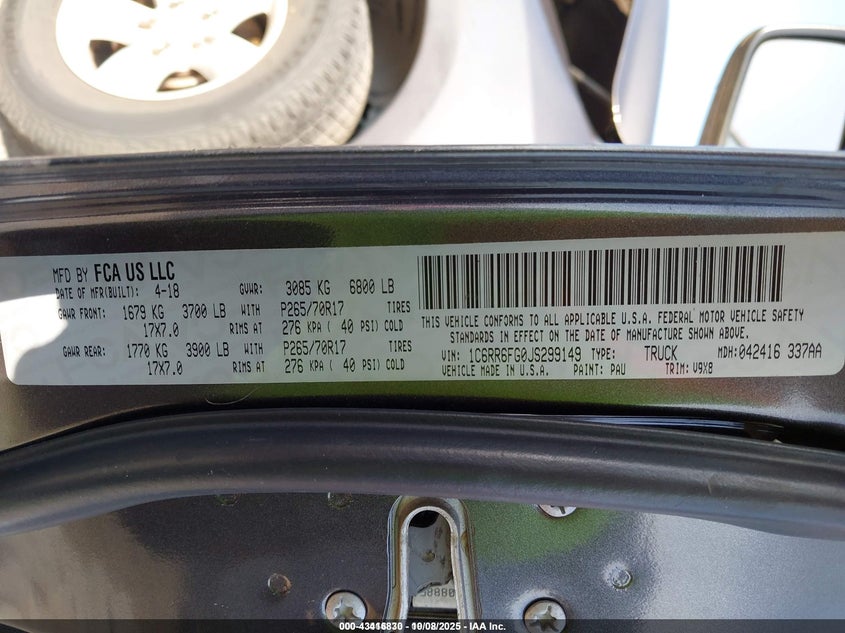 MFD BY FCA US LLC
DATE OF MFR(BUILT): 4-18 GVWR: 3085 KG 6800 LB
GAWR FRONT: 1679 KG 3700 LB WITH P265/70R17 TIRES
17X7.0 RIMS AT 276 KPA ( 40 PSI) COLD
GAWR REAR: 1770 KG 3900 LB WITH P265/70R17 TIRES
17X7.0 RIMS AT 276 KPA ( 40 PSI) COLD
THIS VEHICLE CONFORMS TO ALL APPLICABLE U.S.A. FEDERAL MOTOR VEHICLE SAFETY
STANDARDS IN EFFECT ON THE DATE OF MANUFACTURE SHOWN ABOVE.
VIN: 1C6RR6FG0JS299149 TYPE: TRUCK MDH: 042416 337AA
VEHICLE MADE IN U.S.A. PAINT: PAU TRIM: V9X8
000-43416830 - 10/08/2025 - IAA Inc.